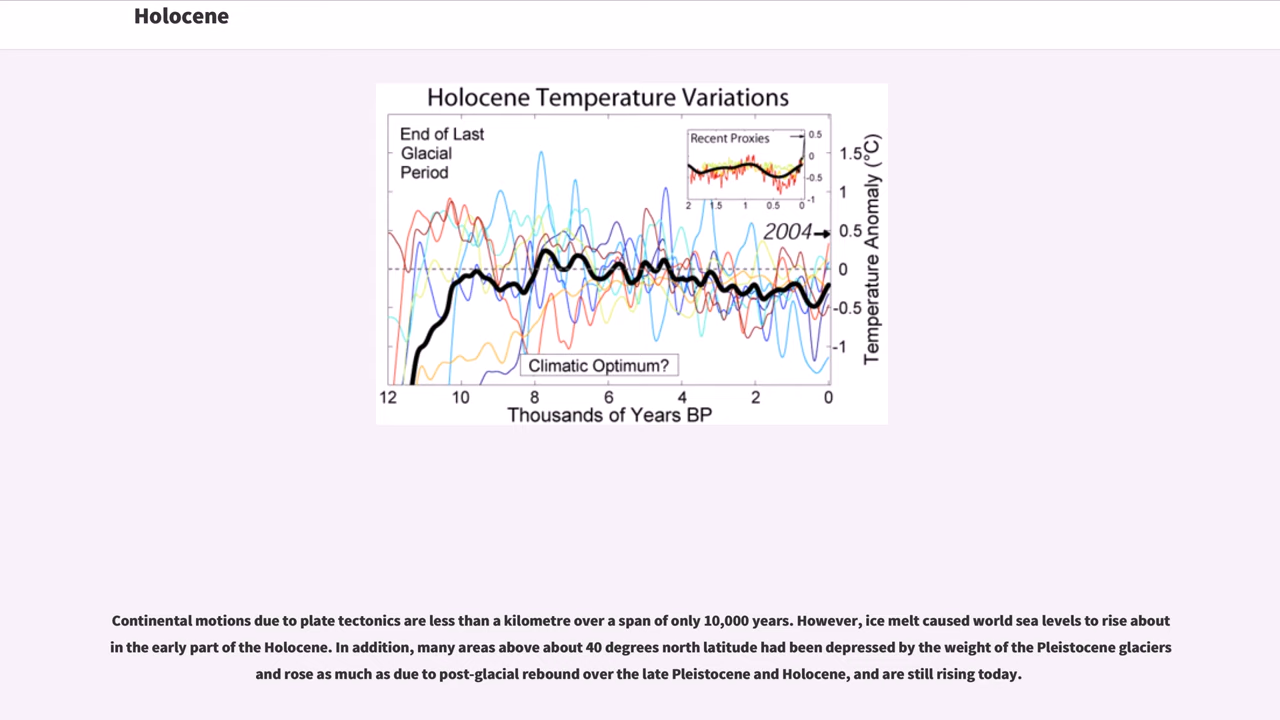 Holocene
Holocene Temperature Variations
End of Last
Glacial
Period
Recent Proxies
0.5
0
-0.5
-1
2 1.5 1 0.5 0
2004
1.5
1
0.5
0
-0.5
-1
Temperature Anomaly (°C)
Climatic Optimum?
12 10 8 6 4 2 0
Thousands of Years BP
Continental motions due to plate tectonics are less than a kilometre over a span of only 10,000 years. However, ice melt caused world sea levels to rise about
in the early part of the Holocene. In addition, many areas above about 40 degrees north latitude had been depressed by the weight of the Pleistocene glaciers
and rose as much as due to post-glacial rebound over the late Pleistocene and Holocene, and are still rising today.